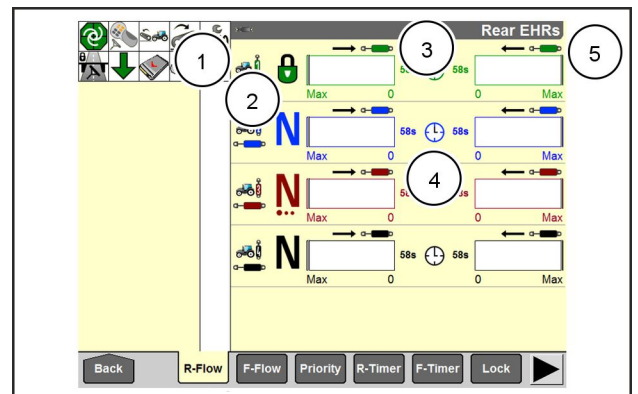 Rear EHRs
1
3
5
58s
Max 0 0 Max
2
N 58s 58s
Max 0 0 Max
4
N
Max 0 0 Max
N 58s 58s
Max 0 0 Max
Back R-Flow F-Flow Priority R-Timer F-Timer Lock